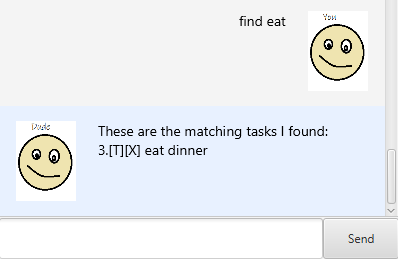 You
find eat
Dude
These are the matching tasks I found:
3.[T][X] eat dinner
Send